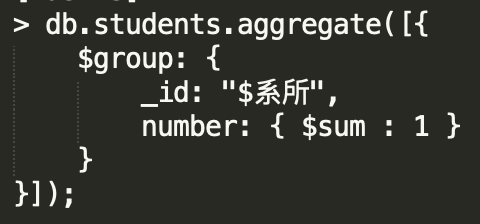 > db.students.aggregate([{
$group: {
_id: "$系所",
number: { $sum : 1 }
}
}]);